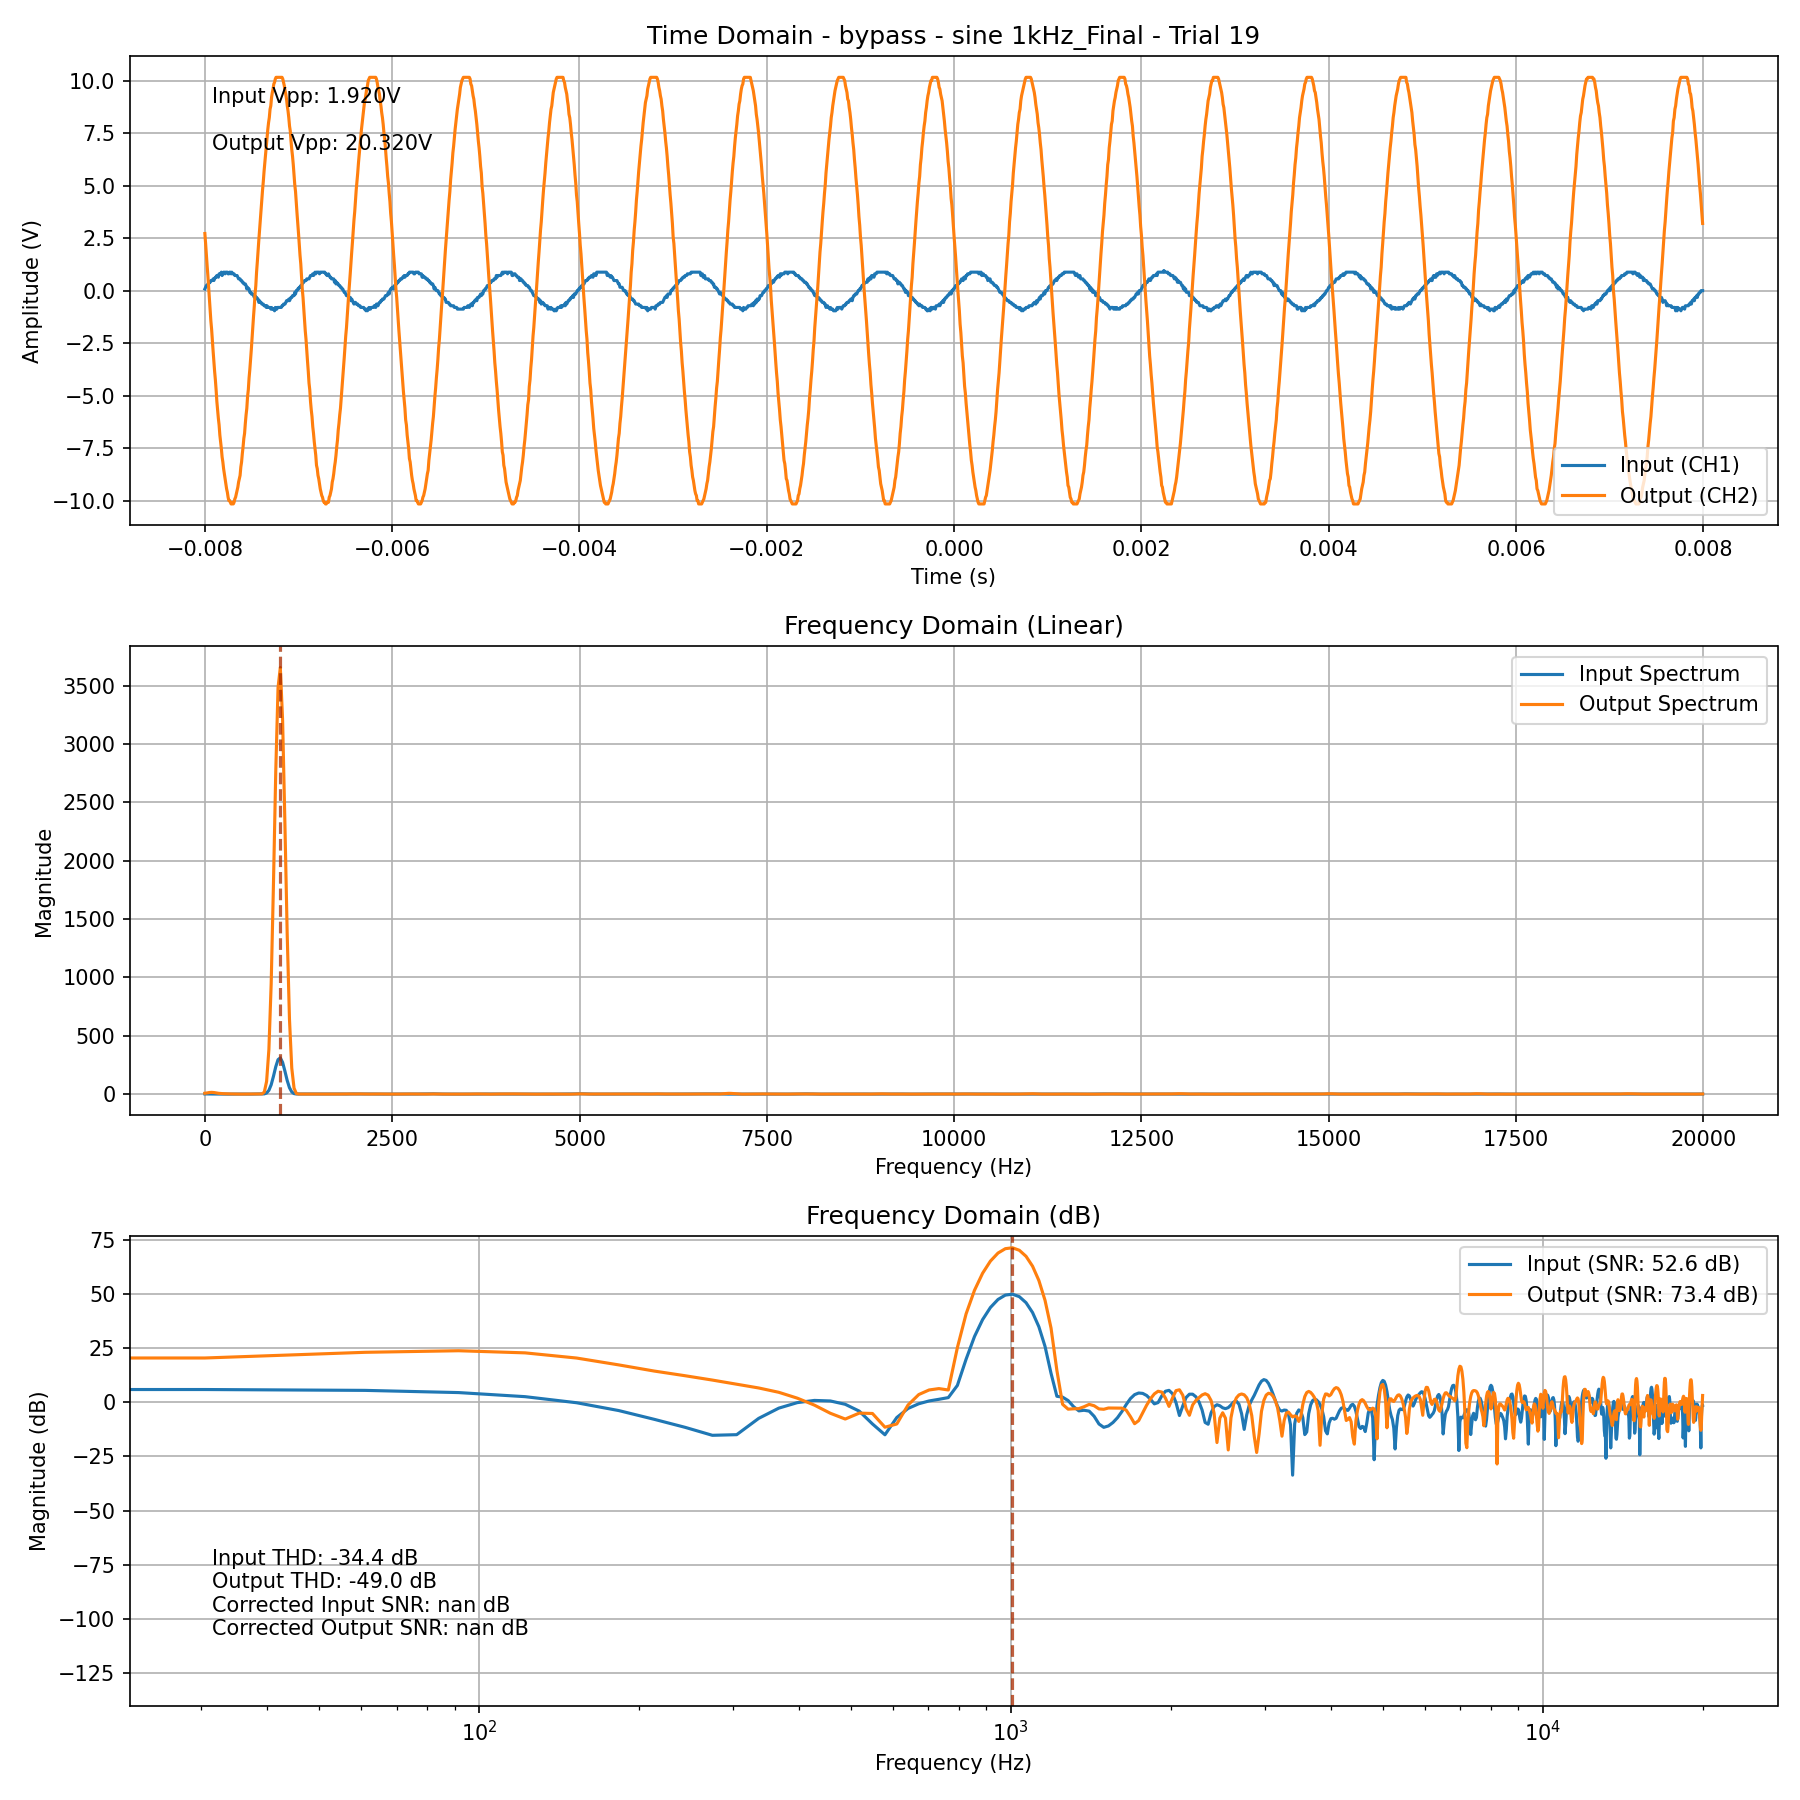 Time Domain - bypass - sine 1kHz_Final - Trial 19
10.0
7.5
5.0
2.5
0.0
−2.5
−5.0
−7.5
−10.0
Amplitude (V)
Input Vpp: 1.920V
Output Vpp: 20.320V
Input (CH1)
Output (CH2)
−0.008 −0.006 −0.004 −0.002 0.000 0.002 0.004 0.006 0.008
Time (s)
Frequency Domain (Linear)
3500
3000
2500
2000
1500
1000
500
0
Magnitude
Input Spectrum
Output Spectrum
0 2500 5000 7500 10000 12500 15000 17500 20000
Frequency (Hz)
Frequency Domain (dB)
75
50
25
0
−25
−50
−75
−100
−125
Magnitude (dB)
Input (SNR: 52.6 dB)
Output (SNR: 73.4 dB)
Input THD: -34.4 dB
Output THD: -49.0 dB
Corrected Input SNR: nan dB
Corrected Output SNR: nan dB
10² 10³ 10⁴
Frequency (Hz)